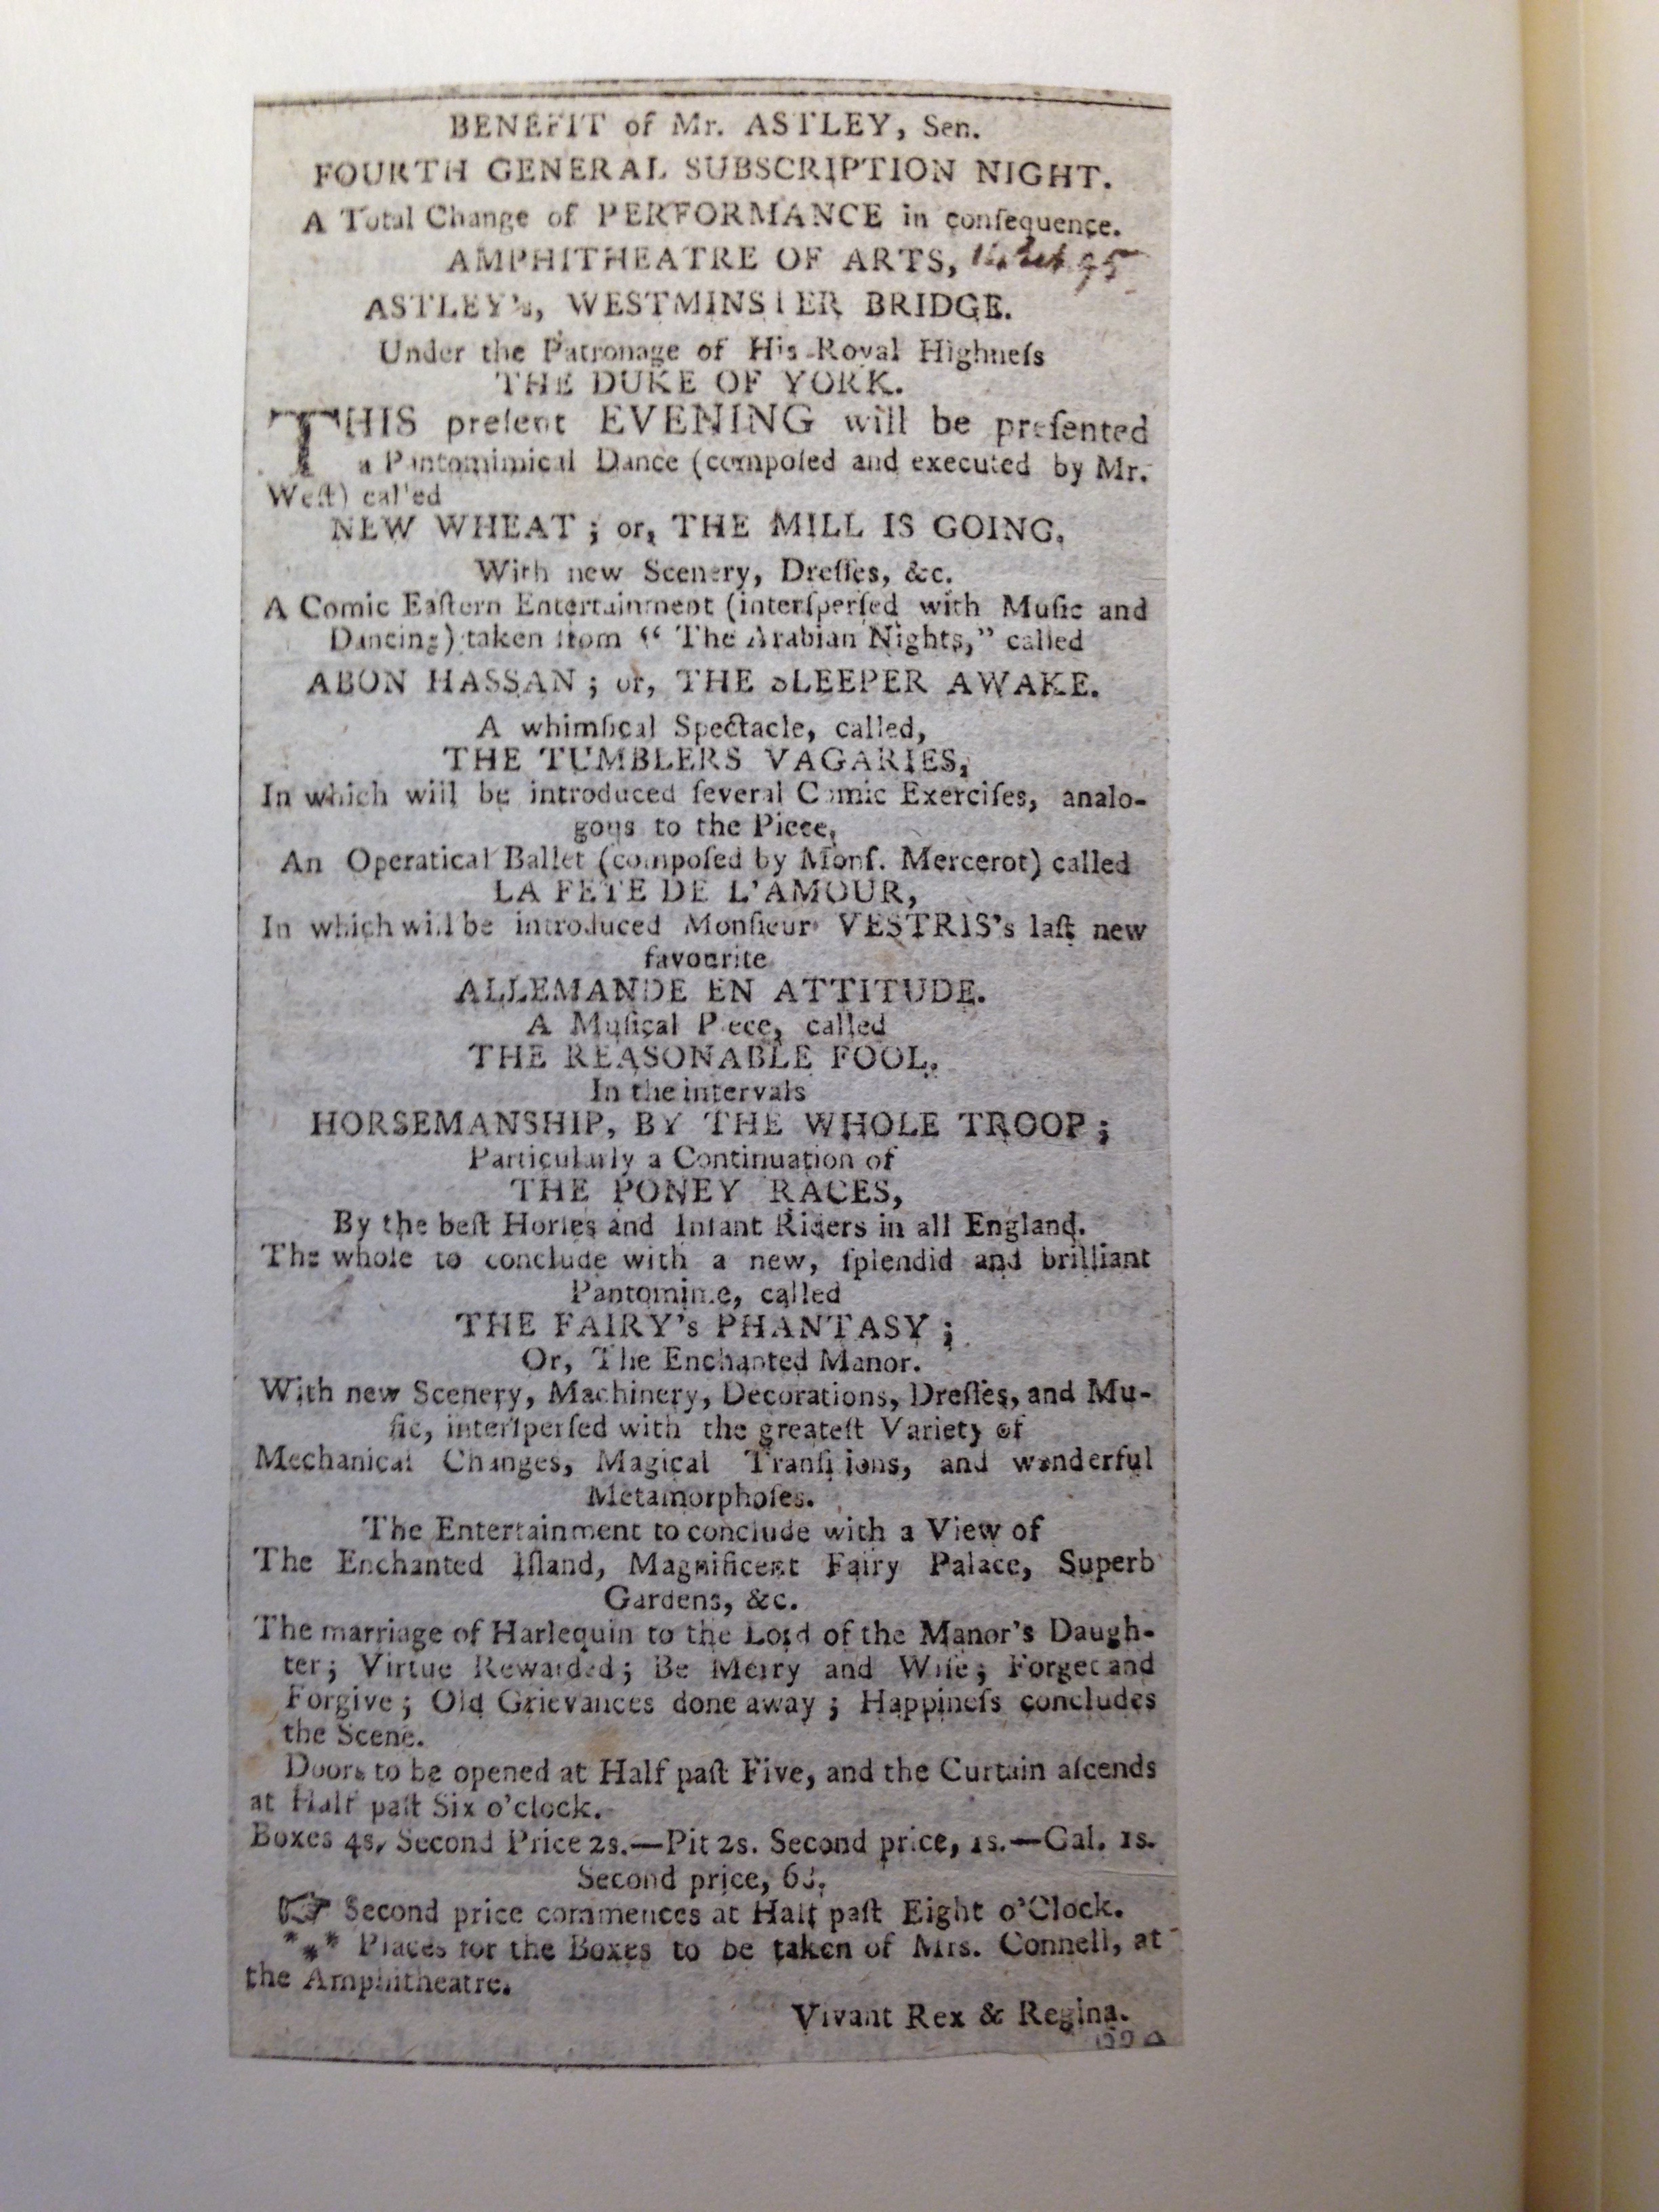 BENEFIT of Mr. ASTLEY, Sen.
FOURTH GENERAL SUBSCRIPTION NIGHT.
A Total Change of PERFORMANCE in conſequence.
AMPHITHEATRE OF ARTS, 95
ASTLEY's, WESTMINSTER BRIDGE.
Under the Patronage of His Royal Highneſs
THE DUKE OF YORK.
THIS preſent EVENING will be preſented
a Pantomimical Dance (compoſed and executed by Mr.
Weſt) called
NEW WHEAT; or, THE MILL IS GOING,
With new Scenery, Dreſſes, &c.
A Comic Eaſtern Entertainment (interſperſed with Muſic and
Dancing) taken from "The Arabian Nights," called
ABON HASSAN; or, THE SLEEPER AWAKE.
A whimſical Spectacle, called,
THE TUMBLERS VAGARIES,
In which will be introduced ſeveral Comic Exerciſes, analo-
gous to the Piece,
An Operatical Ballet (compoſed by Monſ. Mercerot) called
LA FETE DE L'AMOUR,
In which will be introduced Monſieur VESTRIS's laſt new
favourite
ALLEMANDE EN ATTITUDE.
A Muſical Piece, called
THE REASONABLE FOOL.
In the intervals
HORSEMANSHIP, BY THE WHOLE TROOP;
Particularly a Continuation of
THE PONEY RACES,
By the beſt Horſes and Infant Riders in all England.
The whole to conclude with a new, ſplendid and brilliant
Pantomime, called
THE FAIRY's PHANTASY;
Or, The Enchanted Manor.
With new Scenery, Machinery, Decorations, Dreſſes, and Mu-
ſic, interſperſed with the greateſt Variety of
Mechanical Changes, Magical Tranſitions, and wonderful
Metamorphoſes.
The Entertainment to conclude with a View of
The Enchanted Iſland, Magnificent Fairy Palace, Superb
Gardens, &c.
The marriage of Harlequin to the Lord of the Manor's Daugh-
ter; Virtue Rewarded; Be Merry and Wiſe; Forget and
Forgive; Old Grievances done away; Happineſs concludes
the Scene.
Doors to be opened at Half paſt Five, and the Curtain aſcends
at Half paſt Six o'clock.
Boxes 4s. Second Price 2s.—Pit 2s. Second price, 1s.—Gal. 1s.
Second price, 6d.
☞ Second price commences at Half paſt Eight o'Clock.
*⁎* Places for the Boxes to be taken of Mrs. Connell, at
the Amphitheatre.
Vivant Rex & Regina.